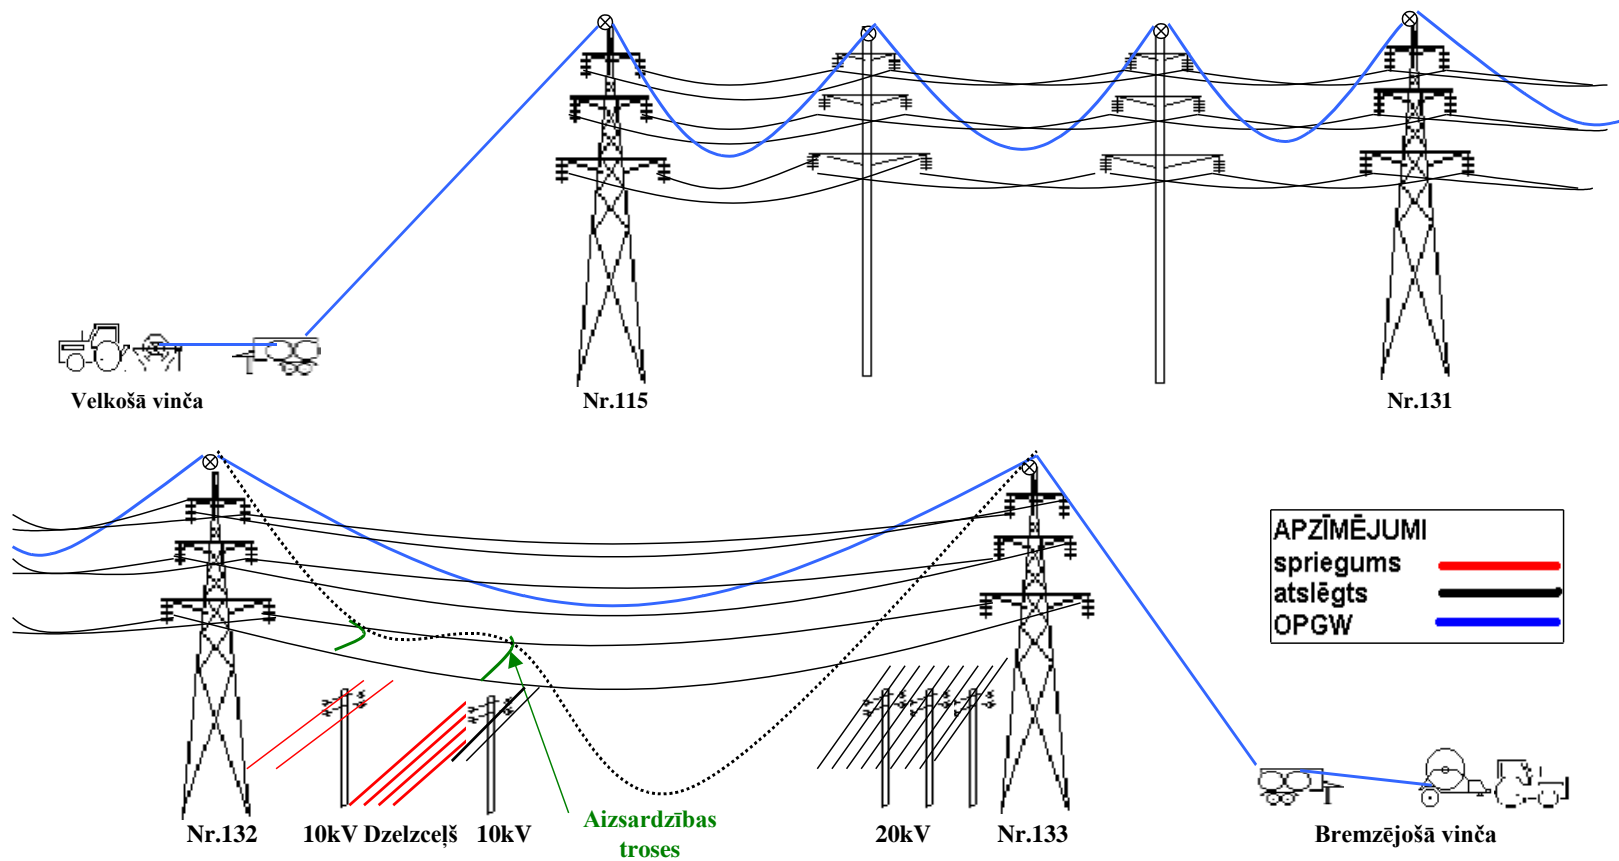 Velkošā vinča
Nr.115
Nr.131
APZĪMĒJUMI
spriegums
atslēgts
OPGW
Nr.132
10kV Dzelzceļš 10kV
Aizsardzības
troses
20kV
Nr.133
Bremzējošā vinča